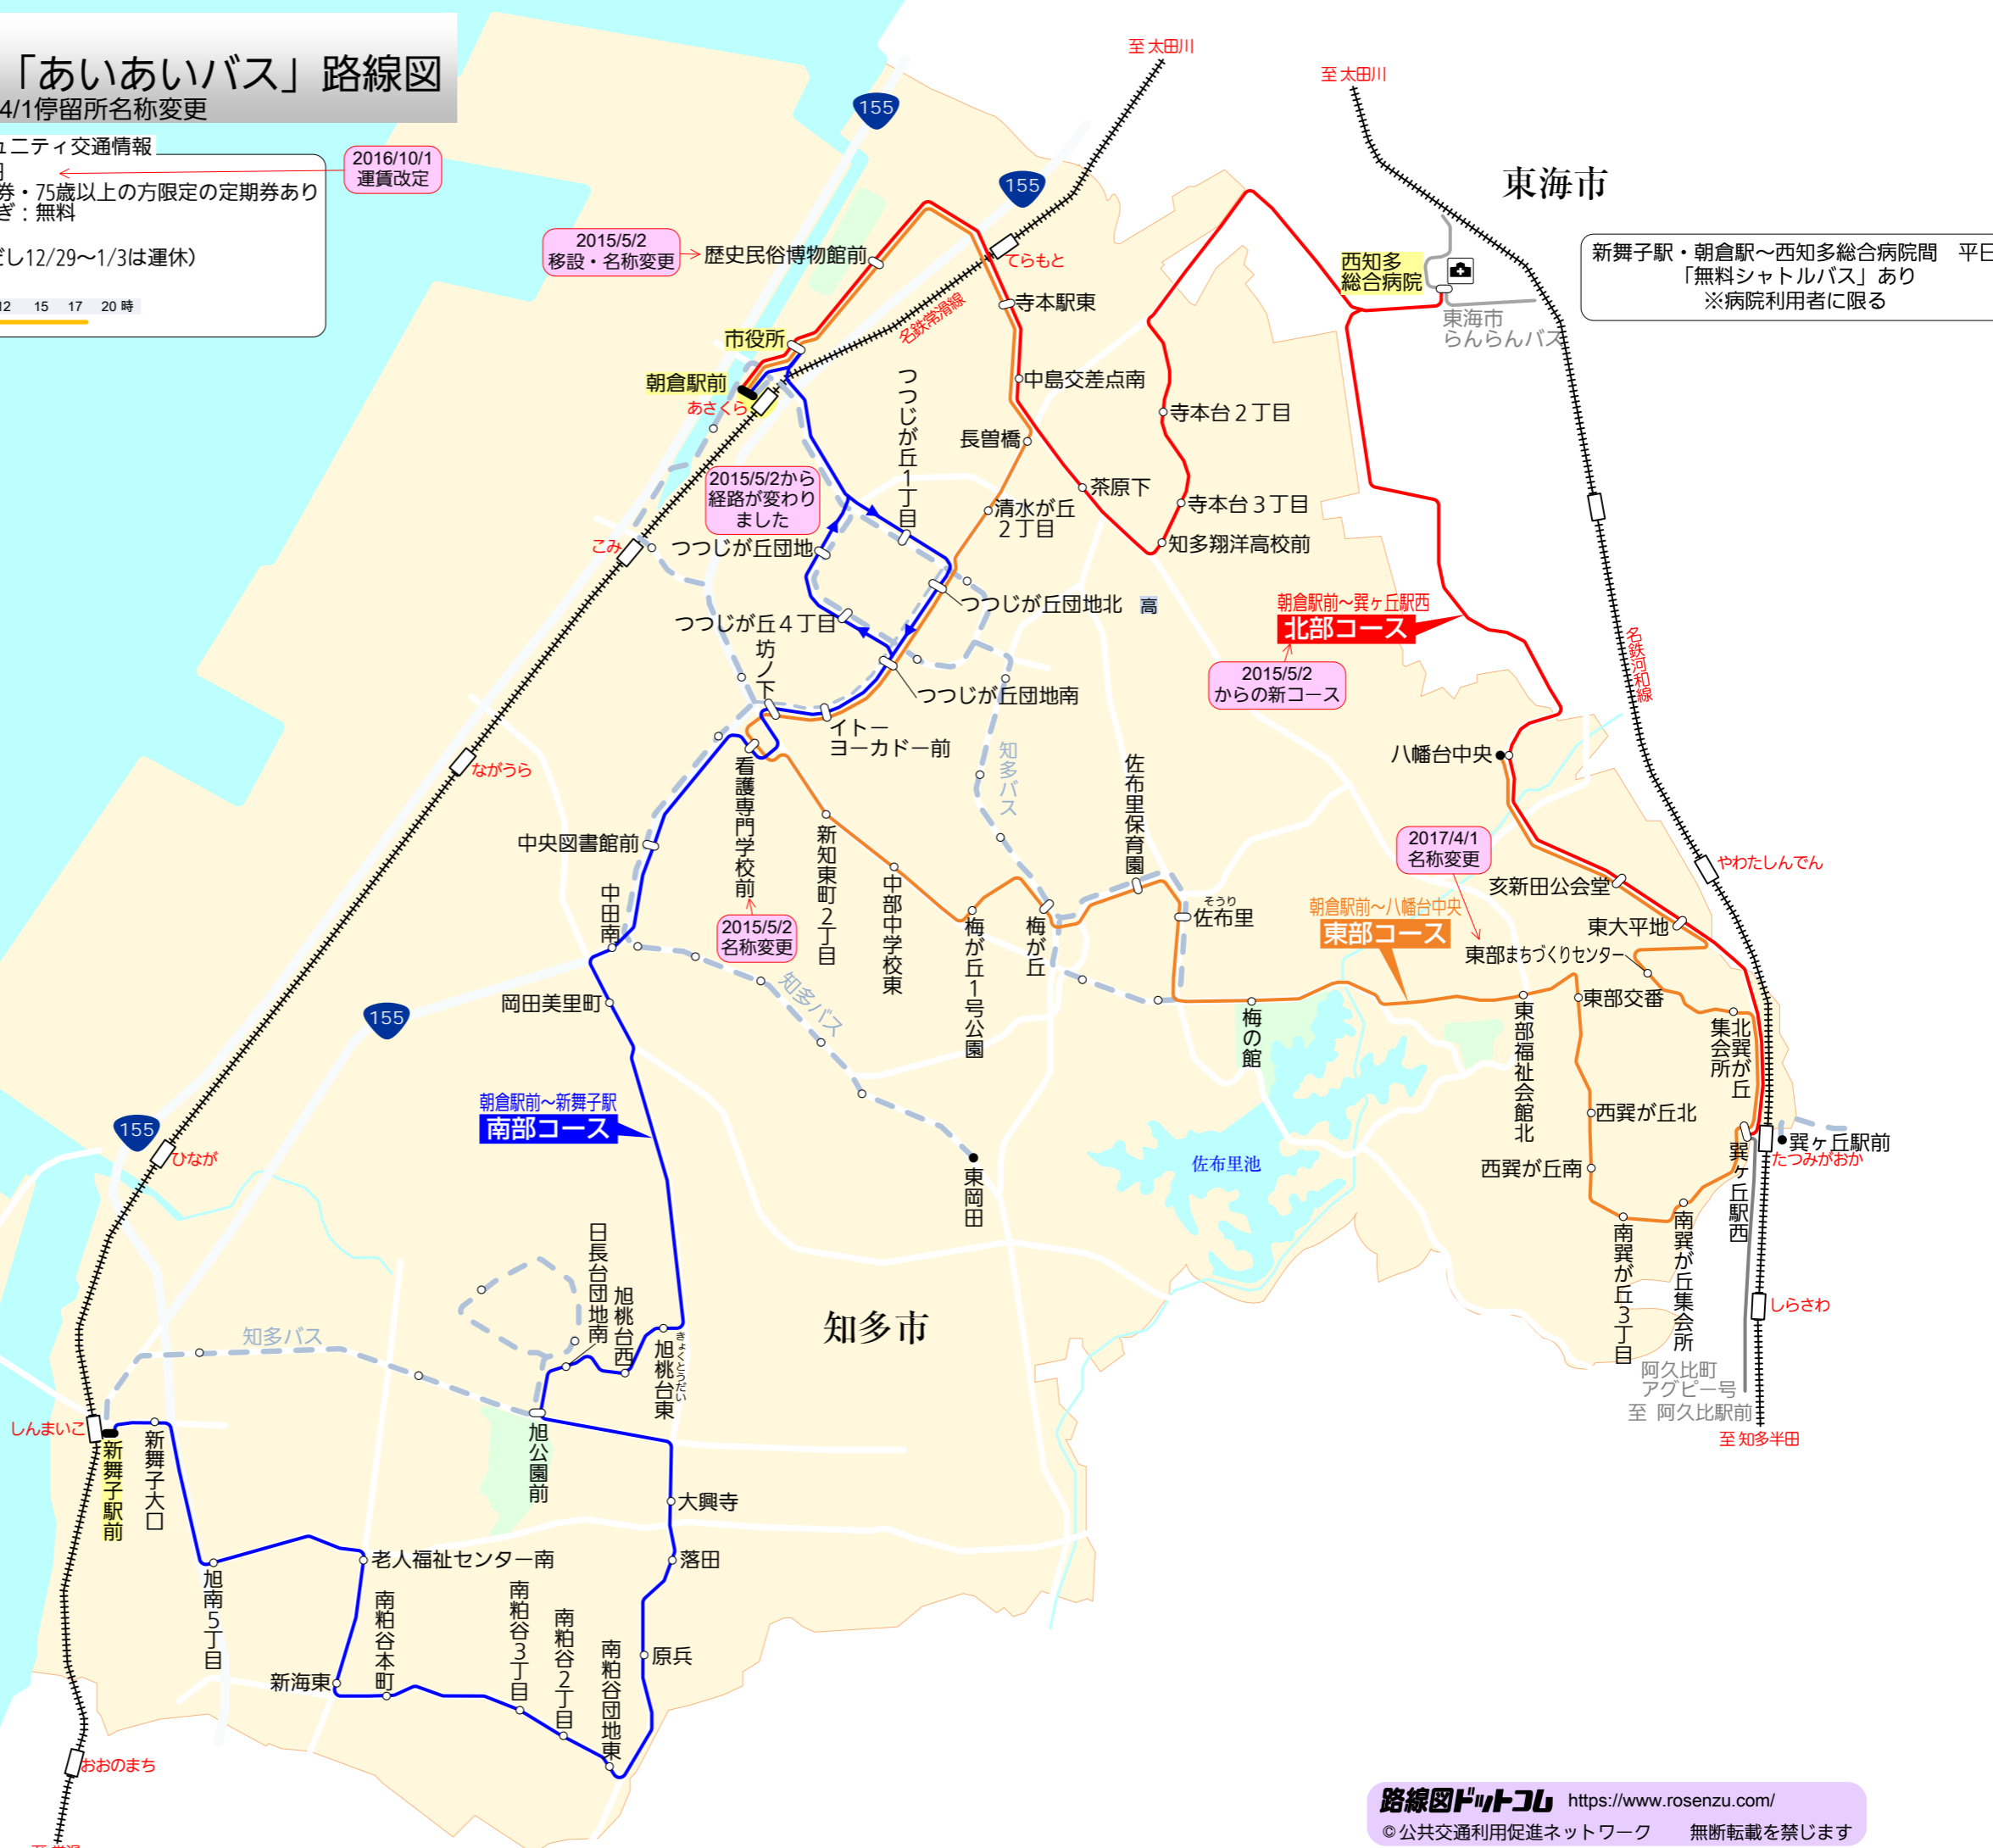 「あいあいバス」路線図
4/1停留所名称変更
ュニティ交通情報
券・75歳以上の方限定の定期券あり
ぎ：無料
だし12/29～1/3は運休）
12 15 17 20 時
2016/10/1
運賃改定
155
155
至 太田川
至 太田川
東海市
2015/5/2
移設・名称変更
歴史民俗博物館前
てらもと
寺本駅東
名鉄常滑線
西知多
総合病院
東海市
らんらんバス
新舞子駅・朝倉駅～西知多総合病院間 平日
「無料シャトルバス」あり
※病院利用者に限る
市役所
朝倉駅前
あさくら
中島交差点南
寺本台２丁目
長曽橋
つつじが丘１丁目
2015/5/2から
経路が変わり
ました
茶原下
清水が丘
２丁目
寺本台３丁目
知多翔洋高校前
こみ
つつじが丘団地
つつじが丘団地北
高
つつじが丘４丁目
坊ノ下
つつじが丘団地南
朝倉駅前～巽ヶ丘駅西
北部コース
2015/5/2
からの新コース
名鉄河和線
イトー
ヨーカドー前
知多バス
ながうら
八幡台中央
看護専門学校前
2015/5/2
名称変更
中央図書館前
新知東町２丁目
中部中学校東
佐布里保育園
2017/4/1
名称変更
やわたしんでん
亥新田公会堂
中田南
梅が丘１号公園
梅が丘
そうり
佐布里
朝倉駅前～八幡台中央
東部コース
東大平地
東部まちづくりセンター
岡田美里町
知多バス
155
梅の館
東部福祉会館北
東部交番
北巽が丘
集会所
朝倉駅前～新舞子駅
南部コース
155
ひなが
東岡田
佐布里池
西巽が丘北
西巽が丘南
巽ヶ丘駅前
たつみがおか
巽ヶ丘駅西
南巽が丘３丁目
南巽が丘集会所
日長台団地南
旭桃台西
きょくとうだい
旭桃台東
知多市
知多バス
しらさわ
阿久比町
アグピー号
至 阿久比駅前
至 知多半田
しんまいこ
新舞子駅前
新舞子大口
旭公園前
大興寺
落田
老人福祉センター南
旭南５丁目
南粕谷本町
南粕谷３丁目
南粕谷２丁目
南粕谷団地東
原兵
新海東
おおのまち
路線図ドットコム https://www.rosenzu.com/
©公共交通利用促進ネットワーク 無断転載を禁じます